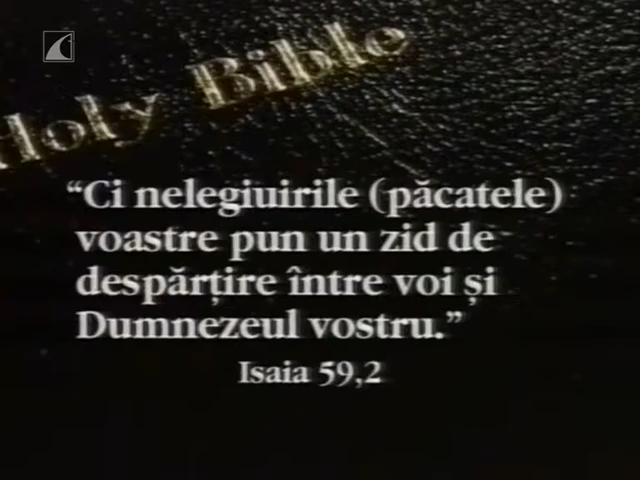 Holy Bible
“Ci nelegiuirile (păcatele)
voastre pun un zid de
despărțire între voi și
Dumnezeul vostru.”
Isaia 59,2